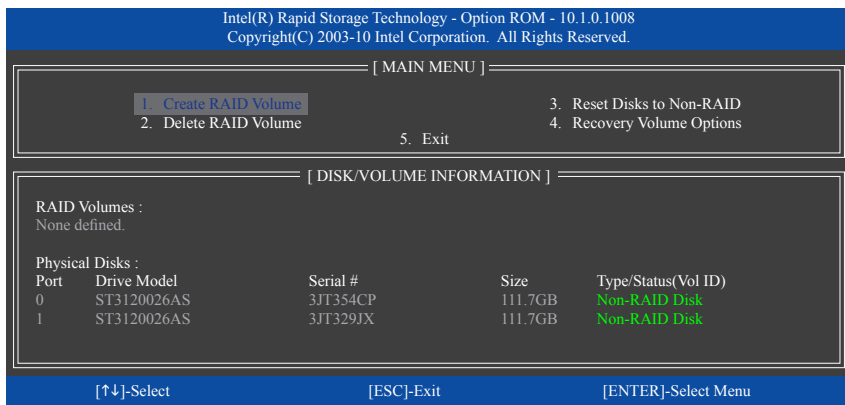 Intel(R) Rapid Storage Technology - Option ROM - 10.1.0.1008
Copyright(C) 2003-10 Intel Corporation.  All Rights Reserved.
[ MAIN MENU ]
1.  Create RAID Volume    3.  Reset Disks to Non-RAID
2.  Delete RAID Volume    4.  Recovery Volume Options
5.  Exit
[ DISK/VOLUME INFORMATION ]
RAID Volumes :
None defined.
Physical Disks :
Port    Drive Model    Serial #    Size    Type/Status(Vol ID)
0    ST3120026AS    3JT354CP    111.7GB    Non-RAID Disk
1    ST3120026AS    3JT329JX    111.7GB    Non-RAID Disk
[↑↓]-Select    [ESC]-Exit    [ENTER]-Select Menu